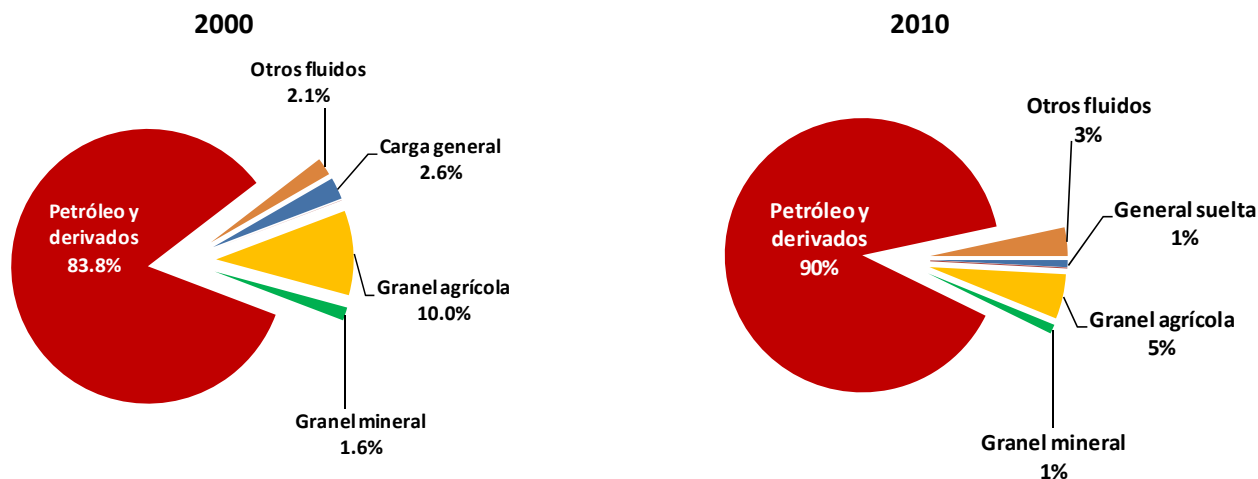 2000
Otros fluidos
2.1%
Carga general
2.6%
Petróleo y
derivados
83.8%
Granel agrícola
10.0%
Granel mineral
1.6%
2010
Otros fluidos
3%
General suelta
1%
Petróleo y
derivados
90%
Granel agrícola
5%
Granel mineral
1%